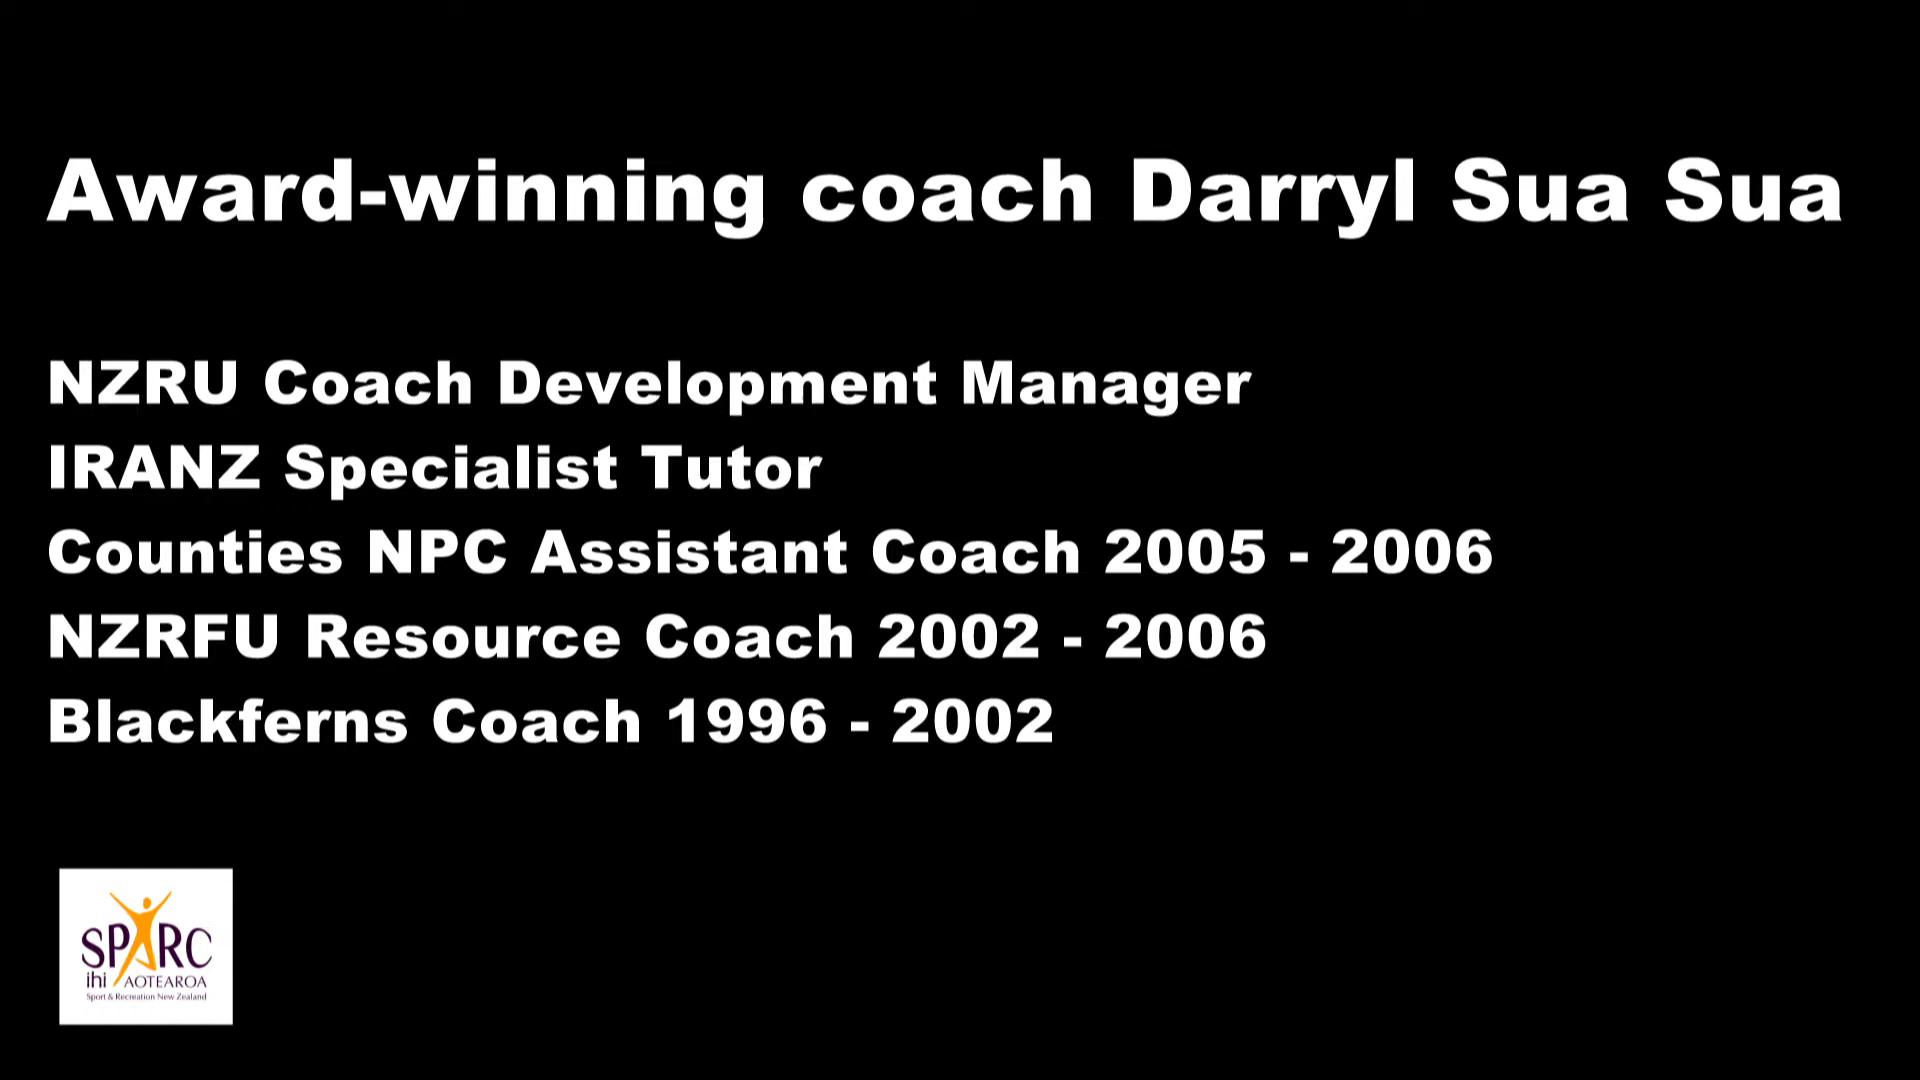 Award-winning coach Darryl Sua Sua
NZRU Coach Development Manager
IRANZ Specialist Tutor
Counties NPC Assistant Coach 2005 - 2006
NZRFU Resource Coach 2002 - 2006
Blackferns Coach 1996 - 2002
SPARC
ihi AOTEAROA
Sport & Recreation New Zealand